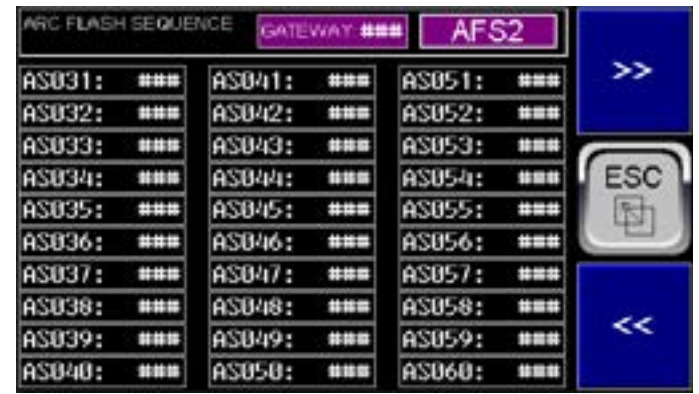 ARC FLASH SEQUENCE GATEWAY: ### AFS2
>>
AS031: ### AS041: ### AS051: ###
AS032: ### AS042: ### AS052: ###
AS033: ### AS043: ### AS053: ###
AS034: ### AS044: ### AS054: ###
ESC
AS035: ### AS045: ### AS055: ###
AS036: ### AS046: ### AS056: ###
AS037: ### AS047: ### AS057: ###
AS038: ### AS048: ### AS058: ###
<<
AS039: ### AS049: ### AS059: ###
AS040: ### AS050: ### AS060: ###